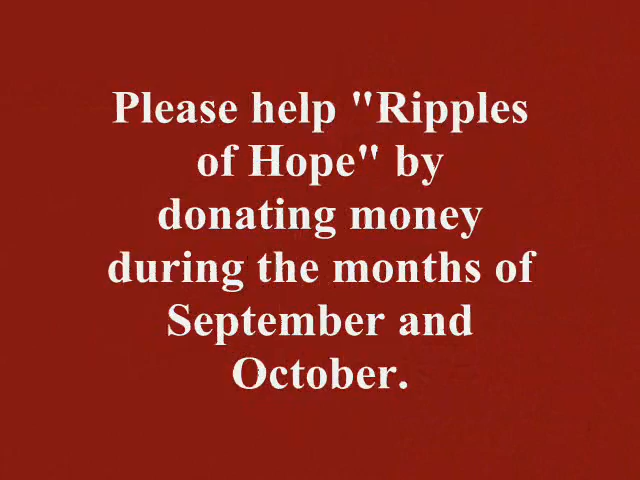 Please help "Ripples
of Hope" by
donating money
during the months of
September and
October.